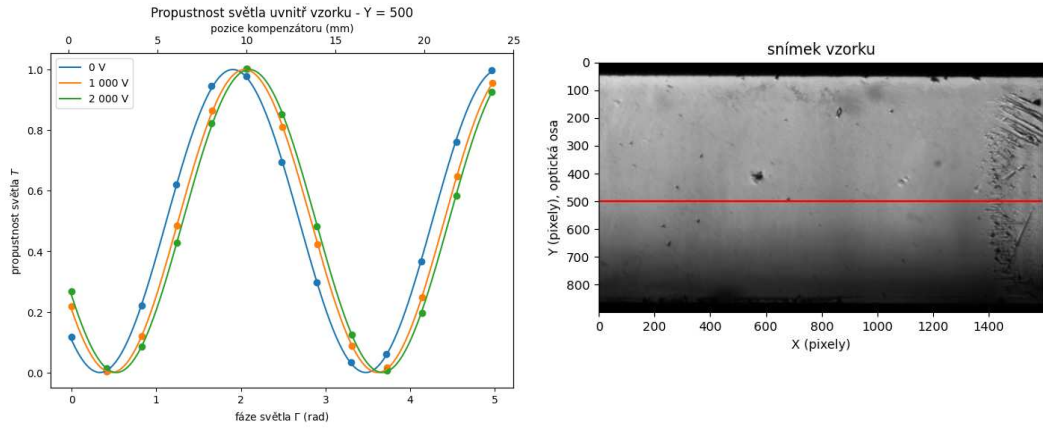 Propustnost světla uvnitř vzorku - Y = 500
pozice kompenzátoru (mm)
0 5 10 15 20 25
1.0
0.8
0.6
0.4
0.2
0.0
propustnost světla T
0 V
1 000 V
2 000 V
0 1 2 3 4 5
fáze světla Γ (rad)
snímek vzorku
0
100
200
300
400
500
600
700
800
Y (pixely), optická osa
0 200 400 600 800 1000 1200 1400
X (pixely)